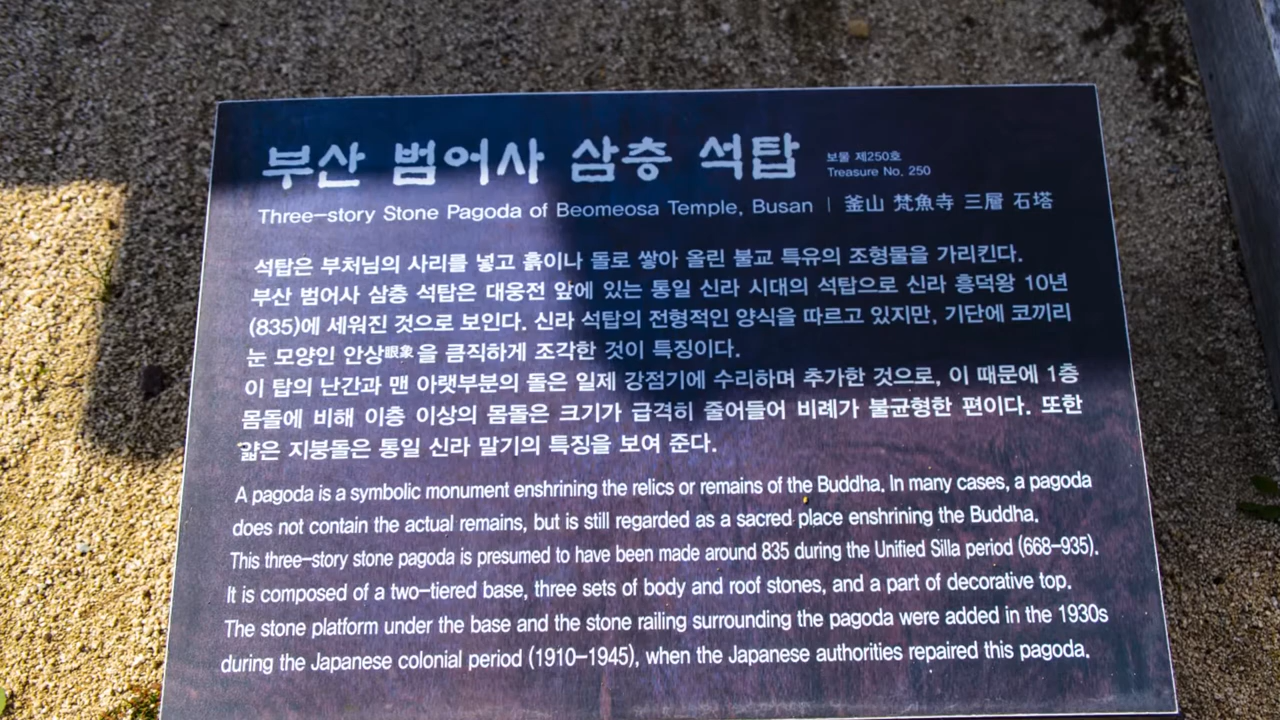 부산 범어사 삼층 석탑
보물 제250호
Treasure No. 250
Three-story Stone Pagoda of Beomeosa Temple, Busan | 釜山 梵魚寺 三層 石塔
석탑은 부처님의 사리를 넣고 흙이나 돌로 쌓아 올린 불교 특유의 조형물을 가리킨다.
부산 범어사 삼층 석탑은 대웅전 앞에 있는 통일 신라 시대의 석탑으로 신라 흥덕왕 10년
(835)에 세워진 것으로 보인다. 신라 석탑의 전형적인 양식을 따르고 있지만, 기단에 코끼리
눈 모양인 안상眼象을 큼직하게 조각한 것이 특징이다.
이 탑의 난간과 맨 아랫부분의 돌은 일제 강점기에 수리하며 추가한 것으로, 이 때문에 1층
몸돌에 비해 이층 이상의 몸돌은 크기가 급격히 줄어들어 비례가 불균형한 편이다. 또한
얇은 지붕돌은 통일 신라 말기의 특징을 보여 준다.
A pagoda is a symbolic monument enshrining the relics or remains of the Buddha. In many cases, a pagoda
does not contain the actual remains, but is still regarded as a sacred place enshrining the Buddha.
This three-story stone pagoda is presumed to have been made around 835 during the Unified Silla period (668-935).
It is composed of a two-tiered base, three sets of body and roof stones, and a part of decorative top.
The stone platform under the base and the stone railing surrounding the pagoda were added in the 1930s
during the Japanese colonial period (1910-1945), when the Japanese authorities repaired this pagoda.